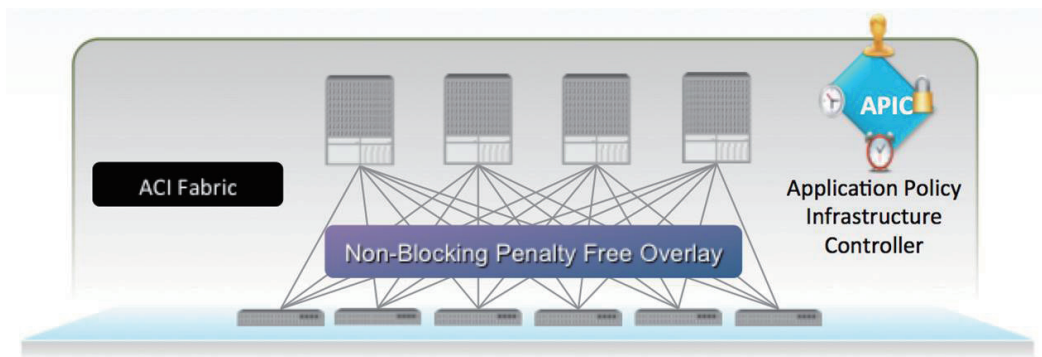 APIC
ACI Fabric
Application Policy
Infrastructure
Controller
Non-Blocking Penalty Free Overlay